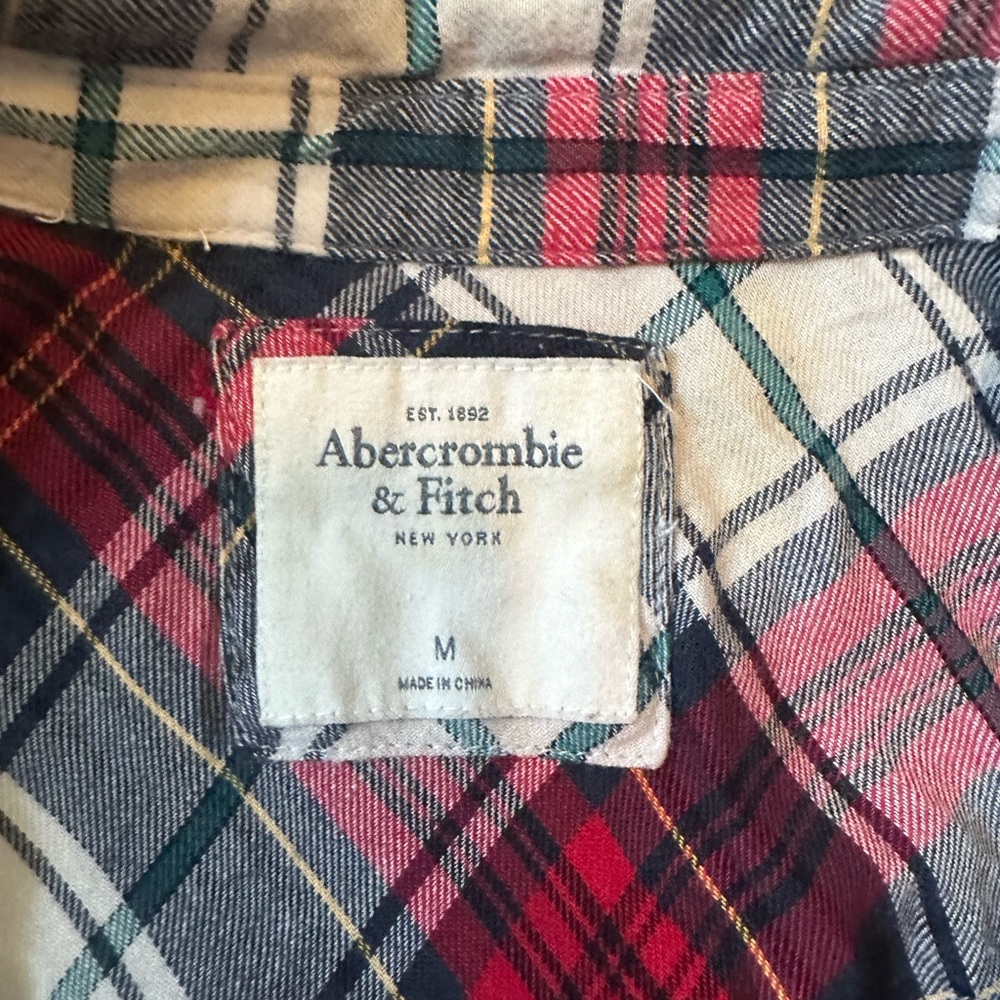 EST. 1892
Abercrombie
& Fitch
NEW YORK
M
MADE IN CHINA